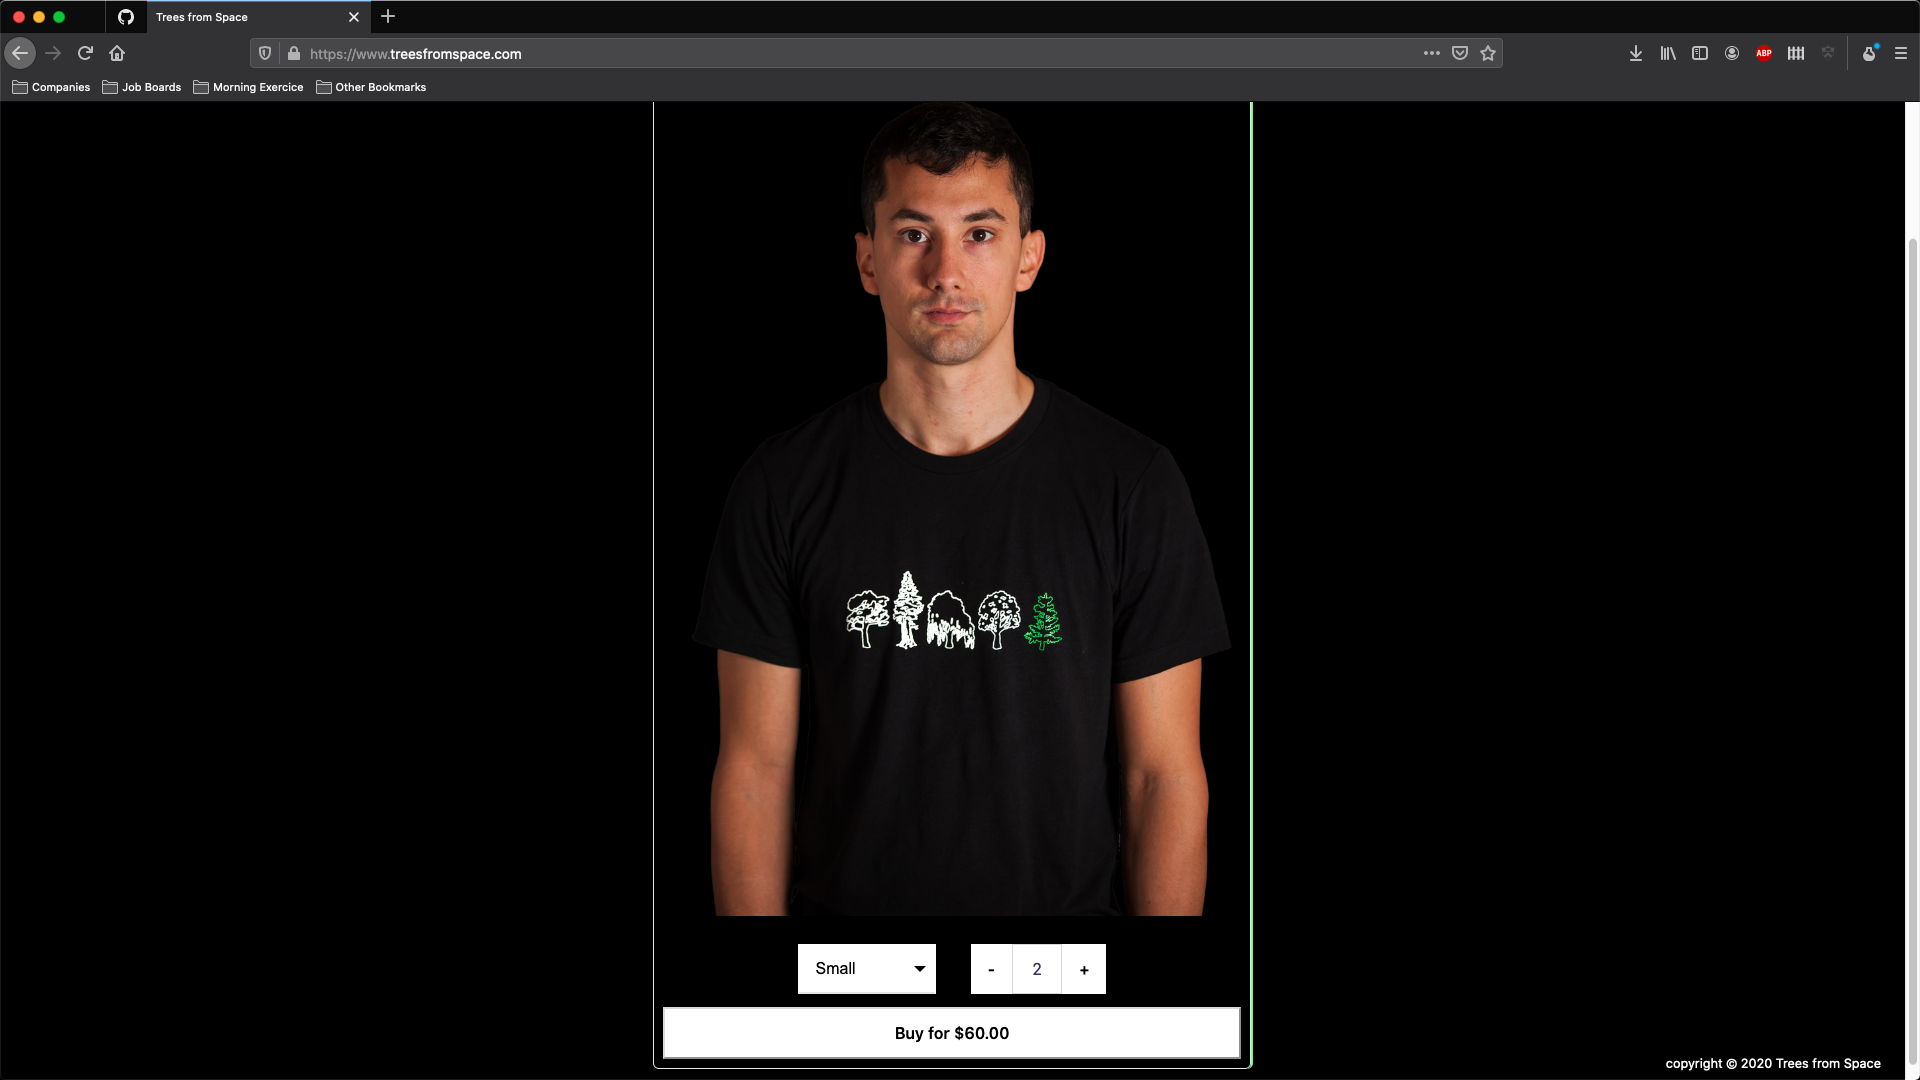 Trees from Space
https://www.treesfromspace.com
ABP
Companies
Job Boards
Morning Exercice
Other Bookmarks
Small
- 2 +
Buy for $60.00
copyright © 2020 Trees from Space